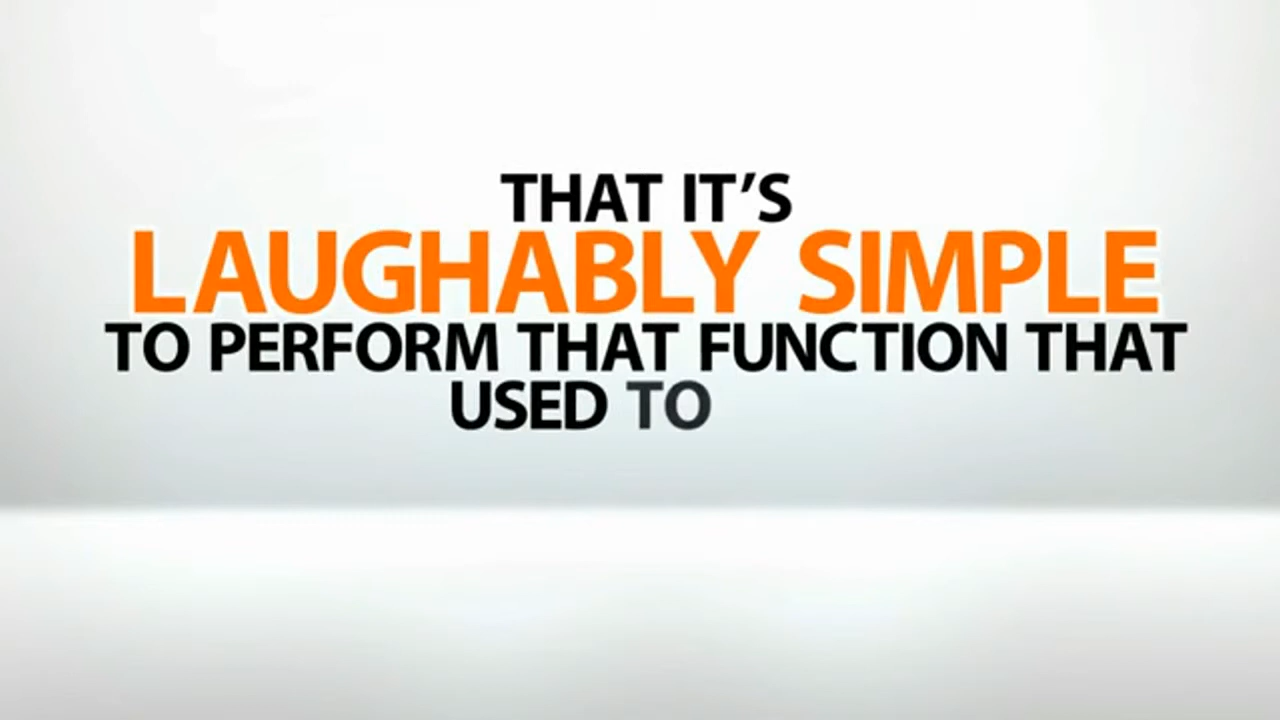 THAT IT’S
LAUGHABLY SIMPLE
TO PERFORM THAT FUNCTION THAT
USED TO